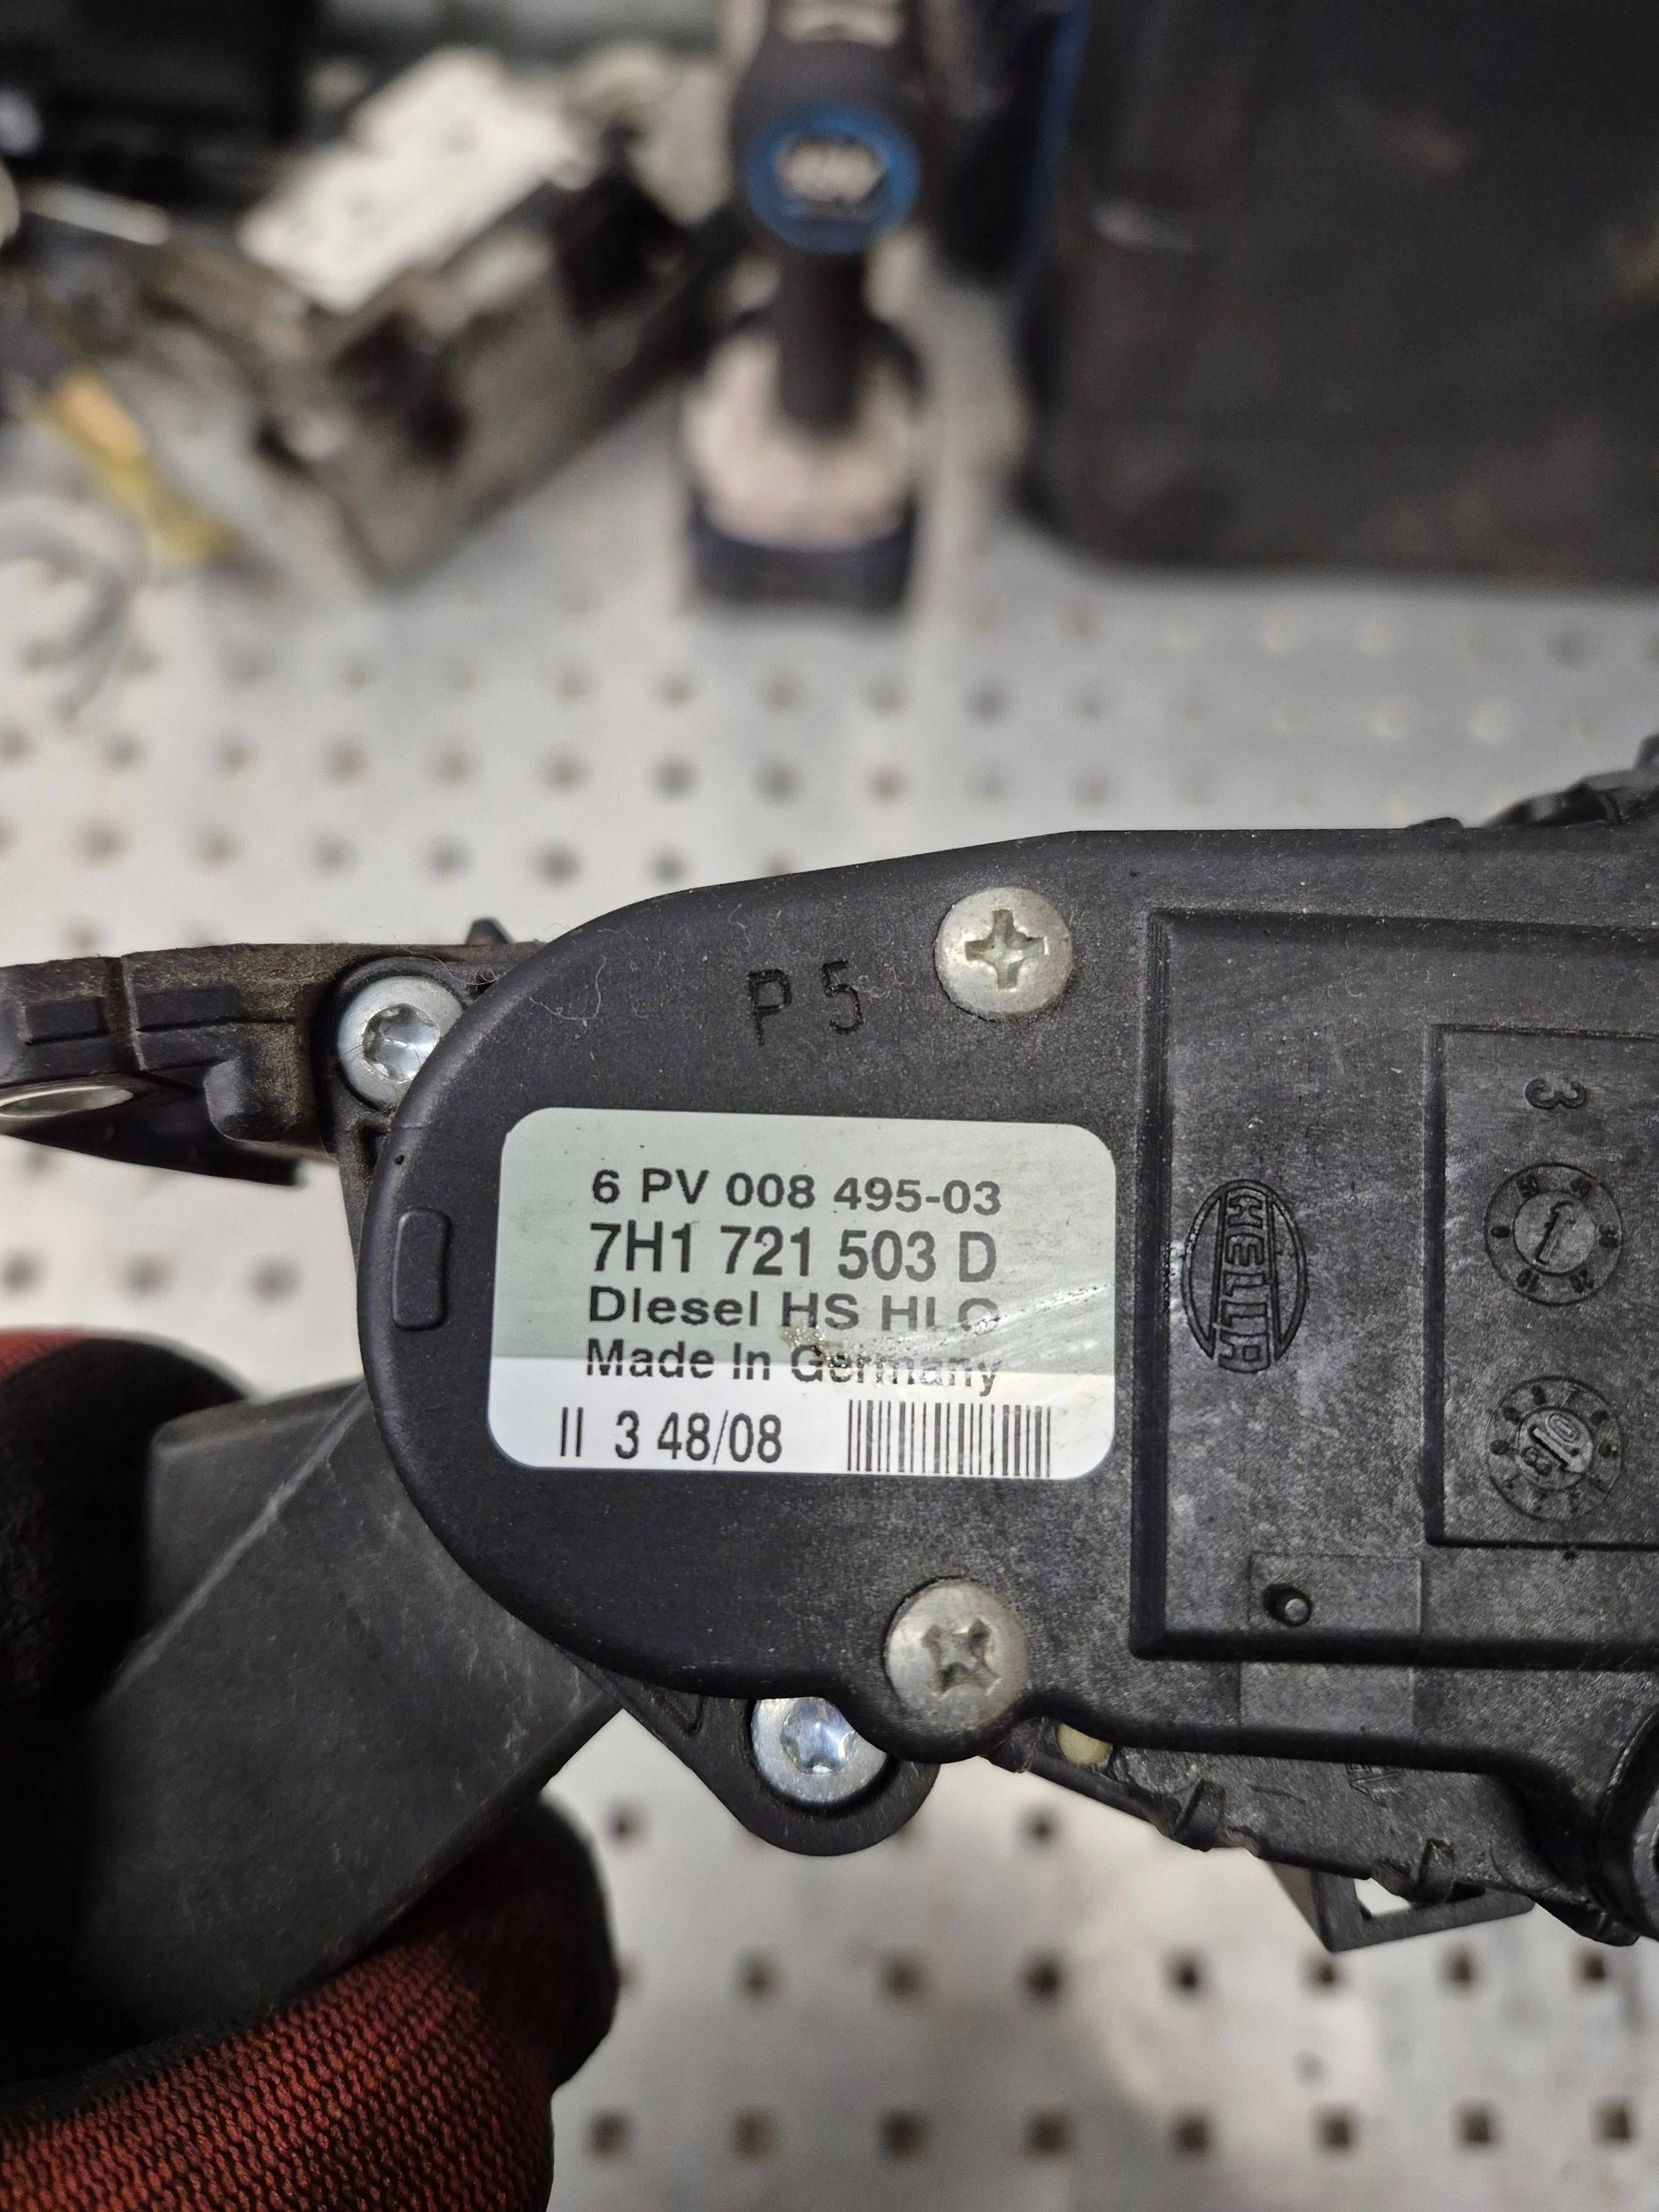 P 5
6 PV 008 495-03
7H1 721 503 D
Diesel HS HLO
Made In Germany
II 3 48/08
HELLA
3